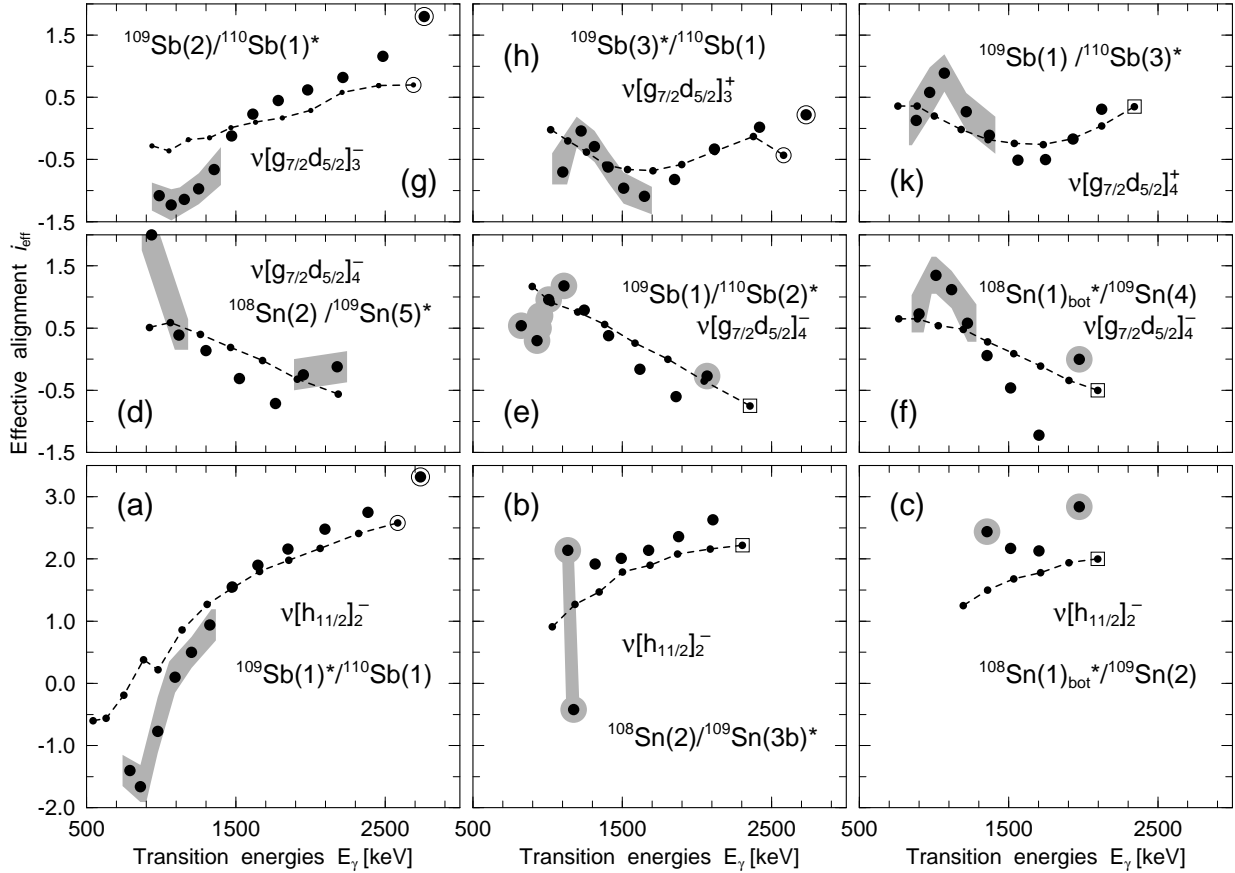 Effective alignment i_eff
1.5
0.5
-0.5
-1.5
¹⁰⁹Sb(2)/¹¹⁰Sb(1)*
ν[g₇/₂d₅/₂]₃⁻
(g)
(h)
¹⁰⁹Sb(3)*/¹¹⁰Sb(1)
ν[g₇/₂d₅/₂]₃⁺
¹⁰⁹Sb(1) /¹¹⁰Sb(3)*
(k)
ν[g₇/₂d₅/₂]₄⁺
1.5
0.5
-0.5
-1.5
ν[g₇/₂d₅/₂]₄⁻
¹⁰⁸Sn(2) /¹⁰⁹Sn(5)*
(d)
¹⁰⁹Sb(1)/¹¹⁰Sb(2)*
ν[g₇/₂d₅/₂]₄⁻
(e)
¹⁰⁸Sn(1)_bot*/¹⁰⁹Sn(4)
ν[g₇/₂d₅/₂]₄⁻
(f)
3.0
2.0
1.0
0.0
-1.0
-2.0
(a)
ν[h₁₁/₂]₂⁻
¹⁰⁹Sb(1)*/¹¹⁰Sb(1)
(b)
ν[h₁₁/₂]₂⁻
¹⁰⁸Sn(2)/¹⁰⁹Sn(3b)*
(c)
ν[h₁₁/₂]₂⁻
¹⁰⁸Sn(1)_bot*/¹⁰⁹Sn(2)
500 1500 2500
500 1500 2500
500 1500 2500
Transition energies E_γ [keV]
Transition energies E_γ [keV]
Transition energies E_γ [keV]